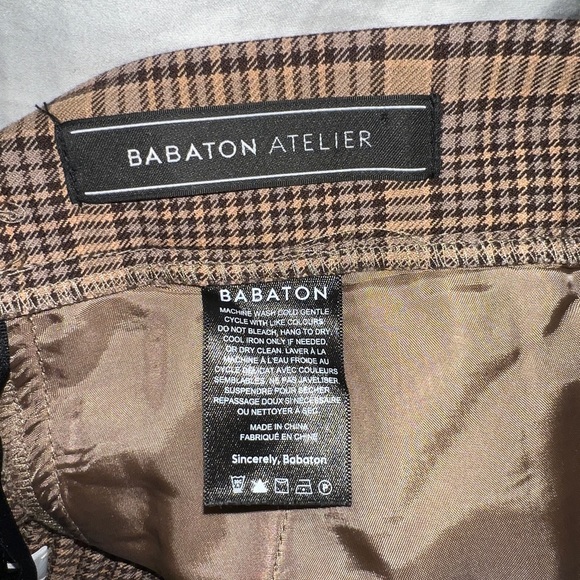 BABATON ATELIER
BABATON
MACHINE WASH COLD GENTLE
CYCLE WITH LIKE COLOURS.
DO NOT BLEACH, HANG TO DRY,
COOL IRON ONLY IF NEEDED,
OR DRY CLEAN. LAVER À LA
MACHINE À L'EAU FROIDE AU
CYCLE DÉLICAT AVEC COULEURS
SEMBLABLES. NE PAS JAVELISER,
SUSPENDRE POUR SÉCHER
REPASSAGE DOUX SI NÉCESSAIRE
OU NETTOYER À SEC.
MADE IN CHINA
FABRIQUÉ EN CHINE
Sincerely, Babaton
P